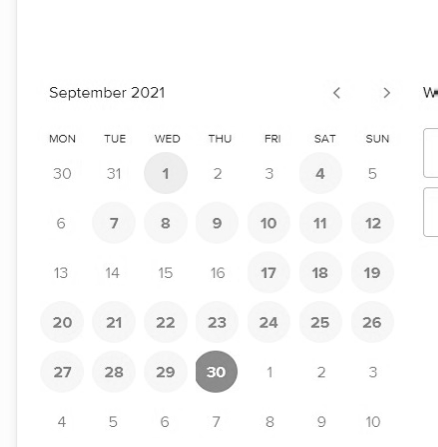 September 2021 < > W
MON TUE WED THU FRI SAT SUN
30 31 1 2 3 4 5
6 7 8 9 10 11 12
13 14 15 16 17 18 19
20 21 22 23 24 25 26
27 28 29 30 1 2 3
4 5 6 7 8 9 10